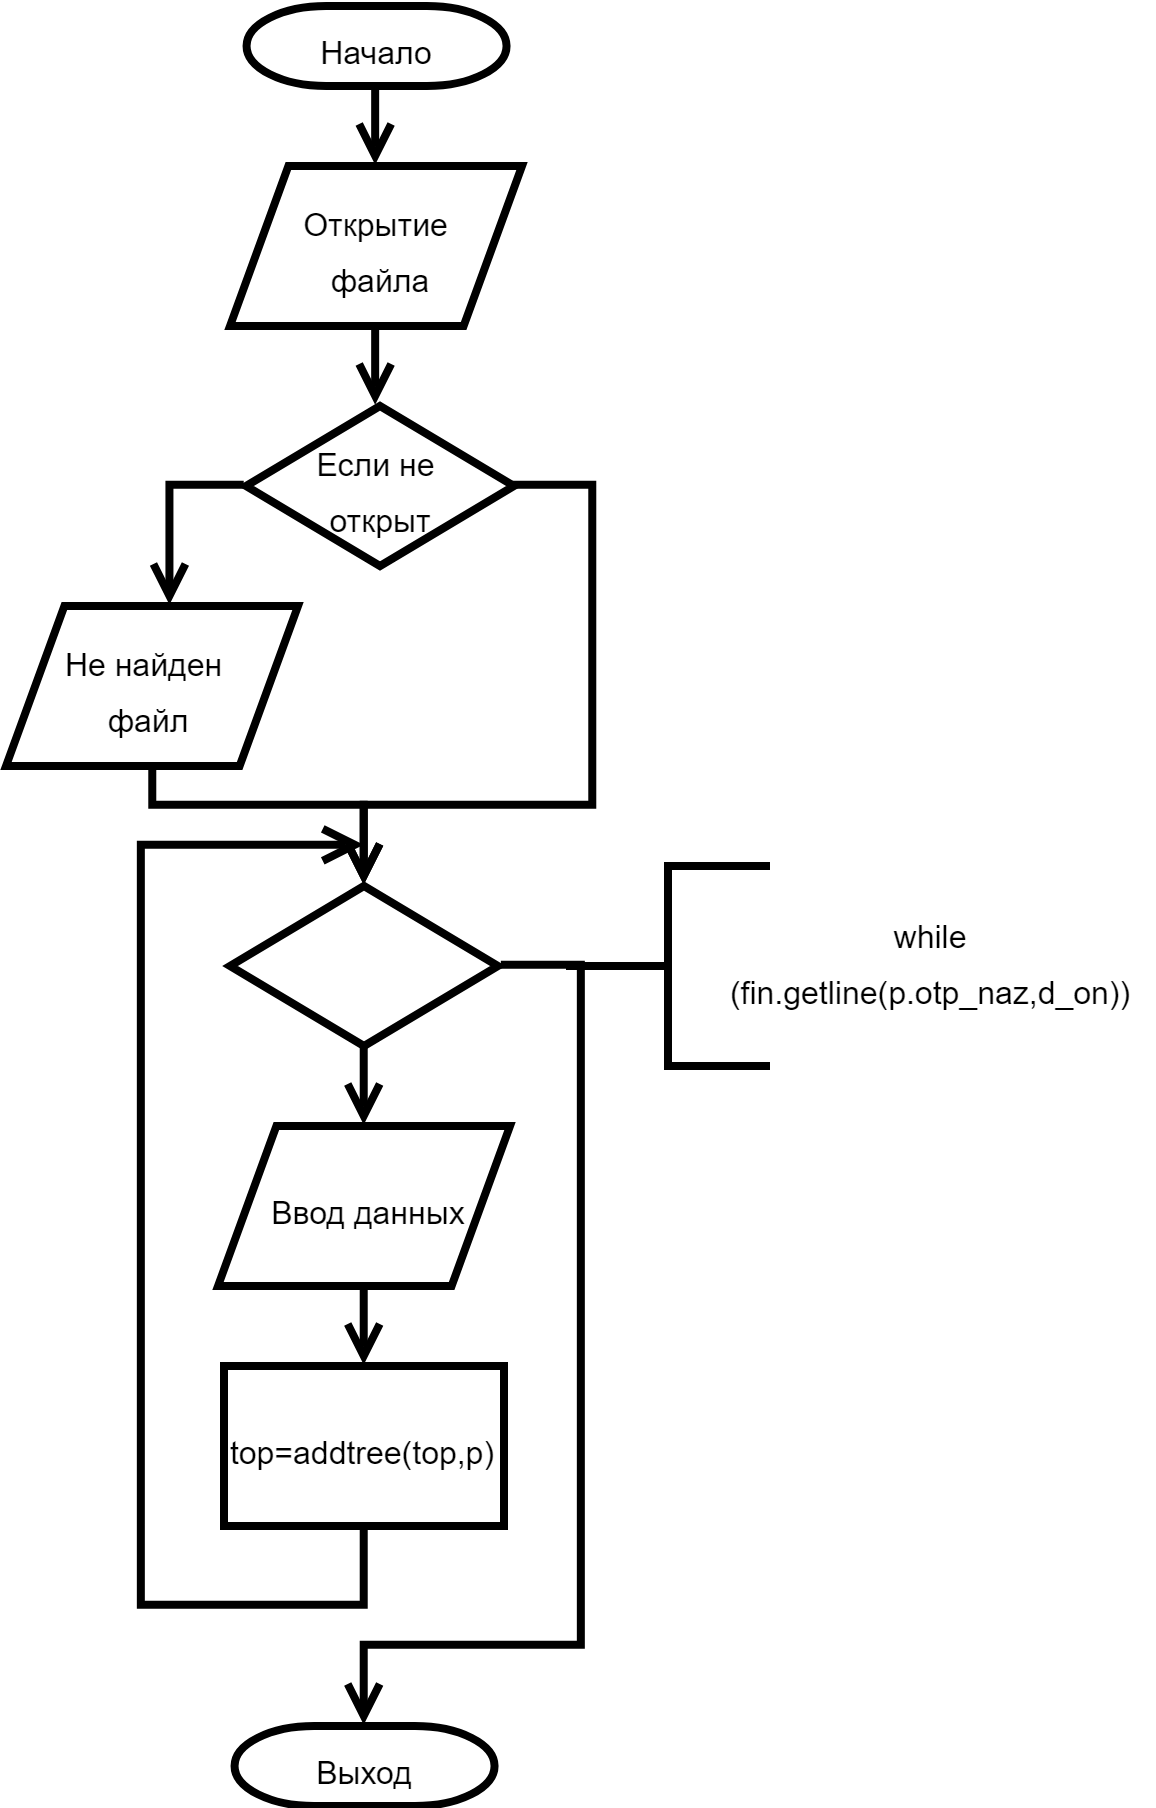 Начало
Открытие
файла
Если не
открыт
Не найден
файл
while
(fin.getline(p.otp_naz,d_on))
Ввод данных
top=addtree(top,p)
Выход